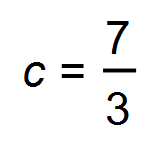 c = 7/3